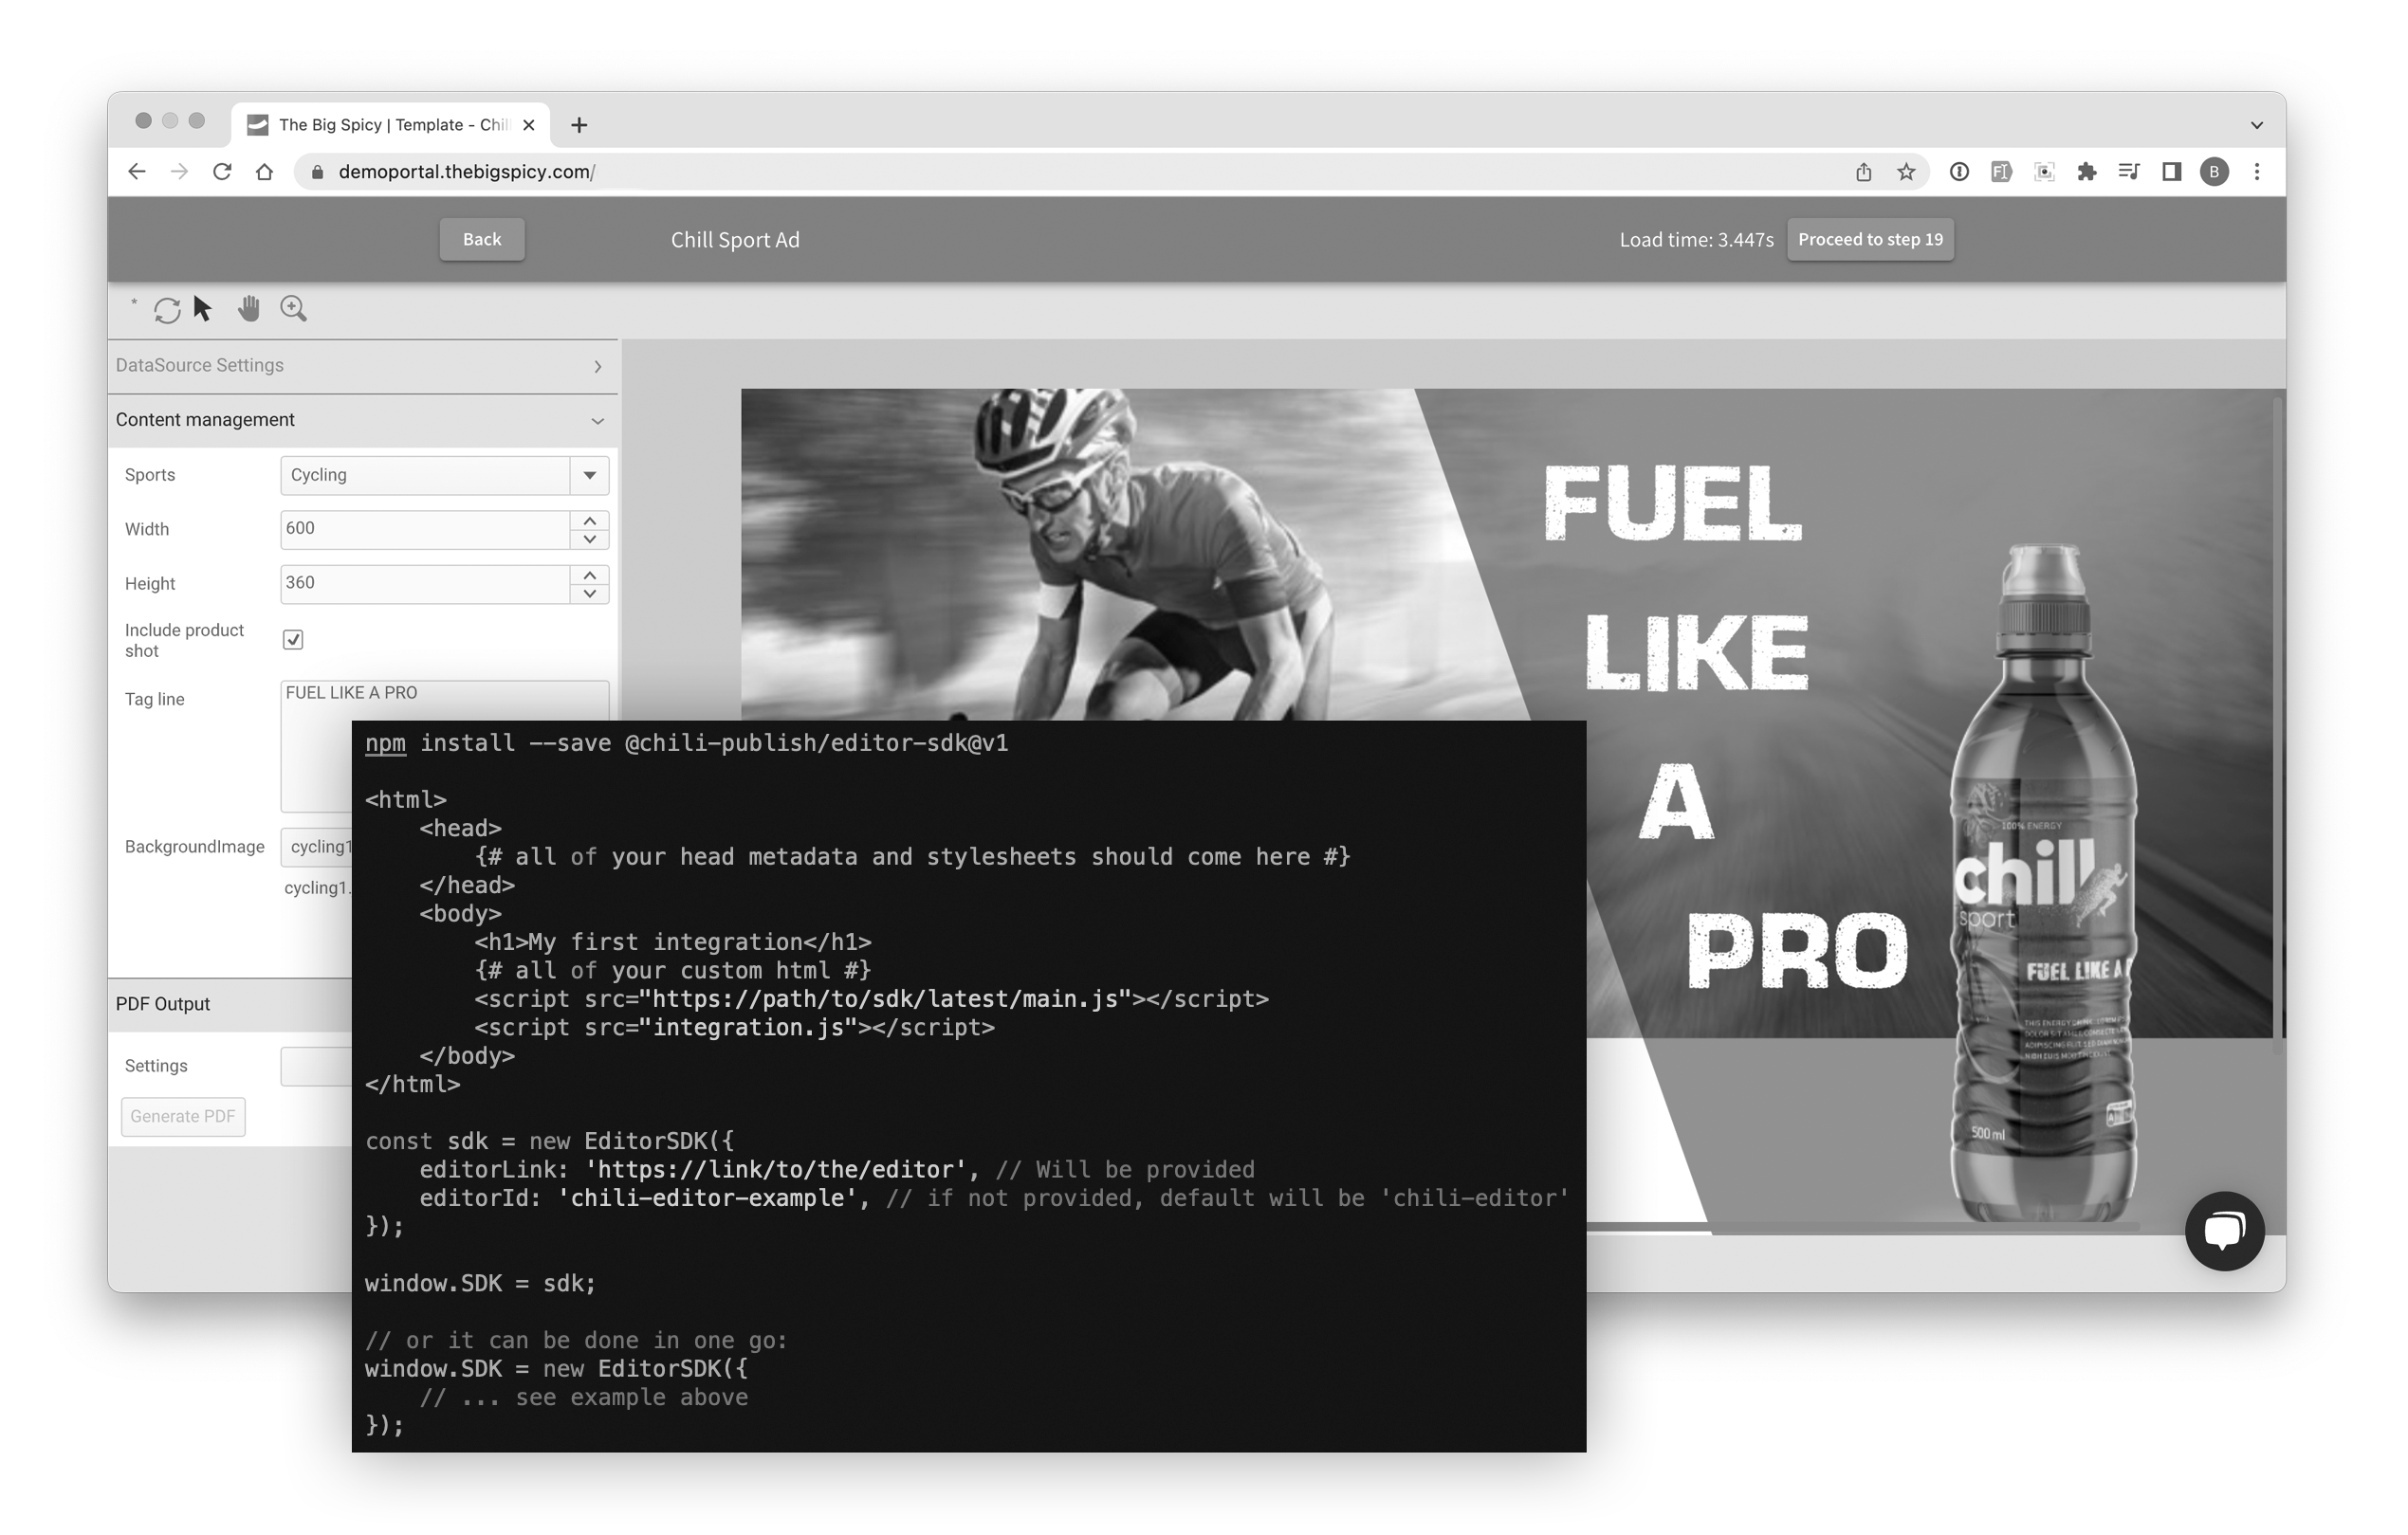 The Big Spicy | Template - Chil
demoportal.thebigspicy.com/
B
Back
Chill Sport Ad
Load time: 3.447s
Proceed to step 19
DataSource Settings
Content management
Sports
Cycling
Width
600
Height
360
Include product
shot
Tag line
FUEL LIKE A PRO
BackgroundImage
cycling1
cycling1.
PDF Output
Settings
Generate PDF
FUEL
LIKE
A
PRO
100% ENERGY
chill
sport
FUEL LIKE A
500 ml
npm install --save @chili-publish/editor-sdk@v1
<html>
<head>
{# all of your head metadata and stylesheets should come here #}
</head>
<body>
<h1>My first integration</h1>
{# all of your custom html #}
<script src="https://path/to/sdk/latest/main.js"></script>
<script src="integration.js"></script>
</body>
</html>
const sdk = new EditorSDK({
editorLink: 'https://link/to/the/editor', // Will be provided
editorId: 'chili-editor-example', // if not provided, default will be 'chili-editor'
});
window.SDK = sdk;
// or it can be done in one go:
window.SDK = new EditorSDK({
// ... see example above
});